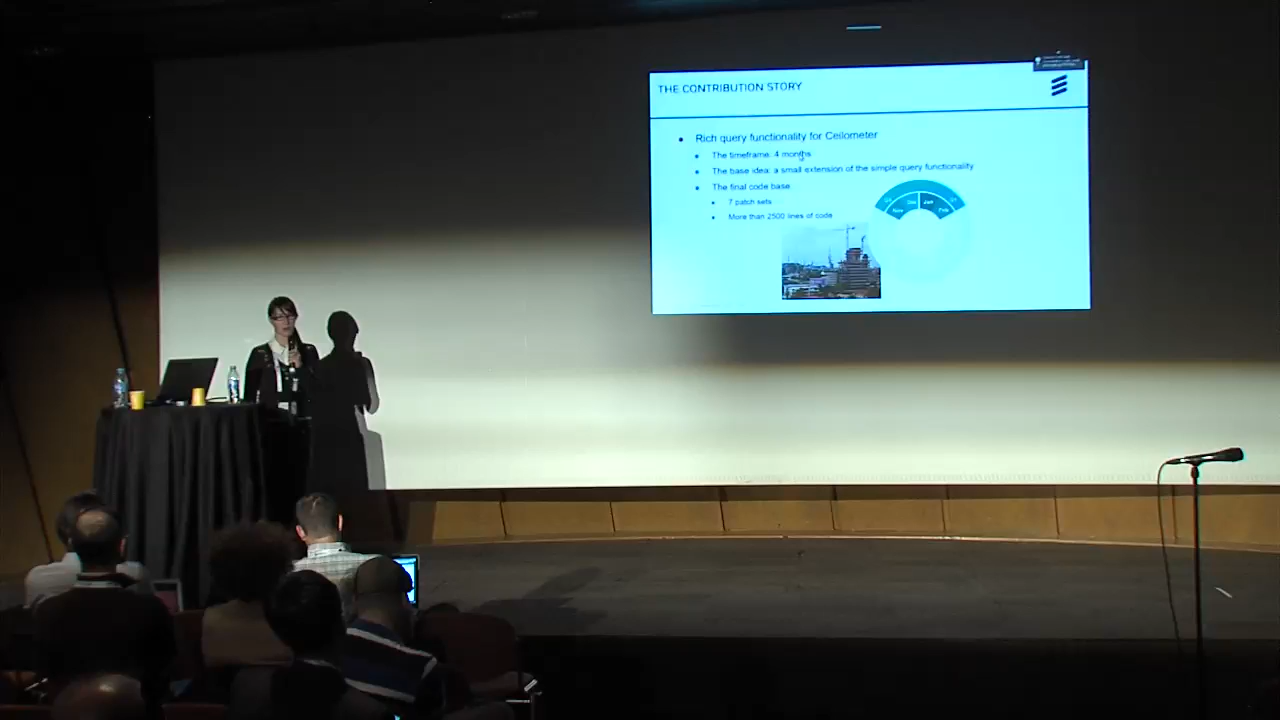 THE CONTRIBUTION STORY
Rich query functionality for Ceilometer
The timeframe: 4 months
The base idea: a small extension of the simple query functionality
The final code base
7 patch sets
More than 2500 lines of code
Q4
Nov
Dec
Jan
Feb
Q1